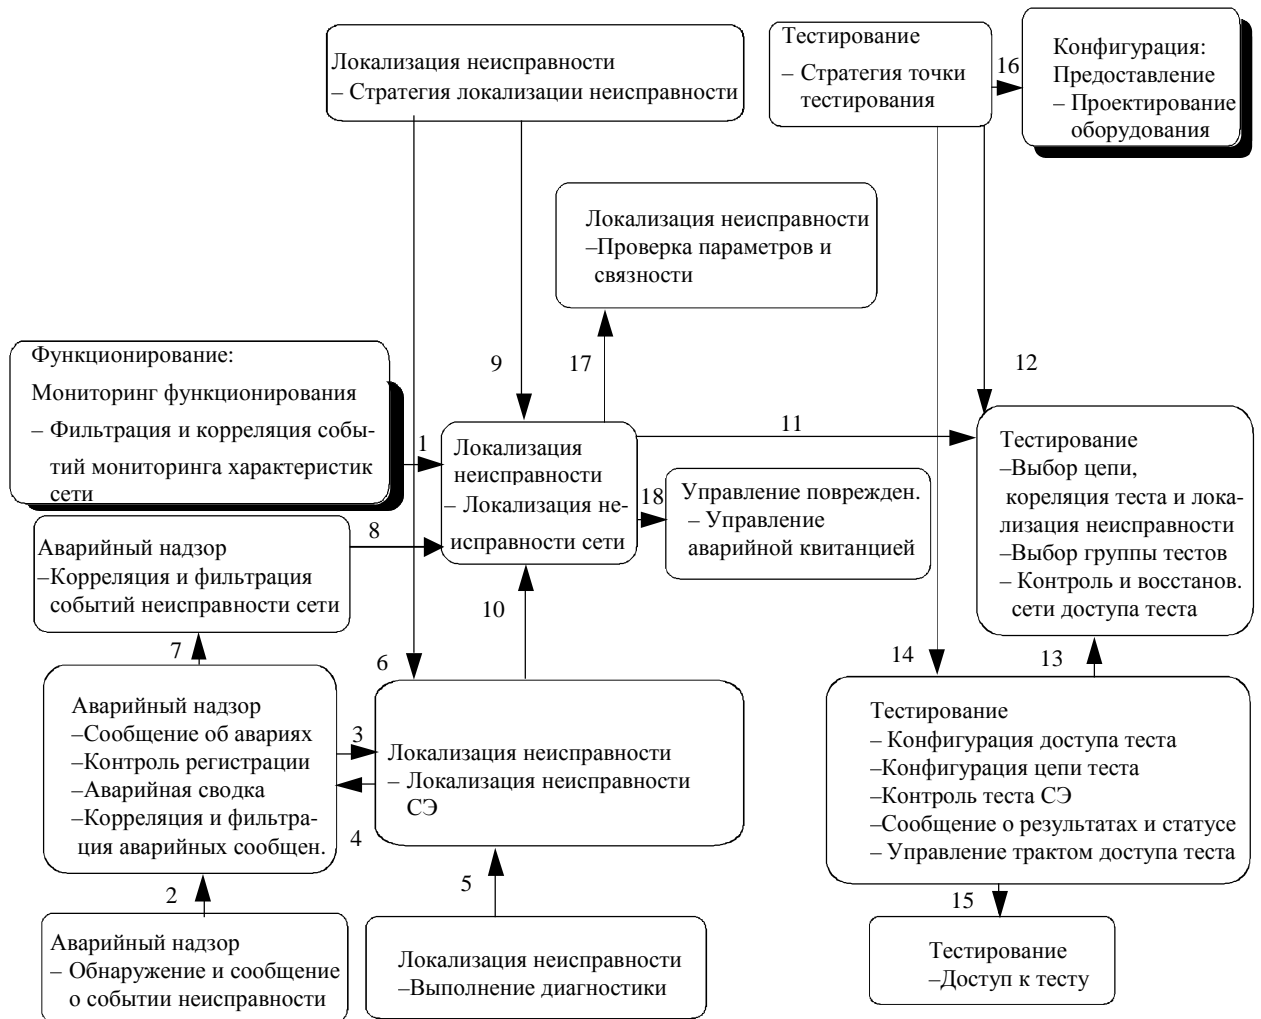 Локализация неисправности
– Стратегия локализации неисправности
Тестирование
– Стратегия точки
тестирования
16
Конфигурация:
Предоставление
– Проектирование
оборудования
Локализация неисправности
–Проверка параметров и
связности
9
17
12
Функционирование:
Мониторинг функционирования
– Фильтрация и корреляция собы-
тий мониторинга характеристик
сети
1
Локализация
неисправности
– Локализация не-
исправности сети
11
18
Управление поврежден.
– Управление
аварийной квитанцией
Тестирование
–Выбор цепи,
кореляция теста и лока-
лизация неисправности
–Выбор группы тестов
– Контроль и восстанов.
сети доступа теста
8
Аварийный надзор
–Корреляция и фильтрация
событий неисправности сети
10
7
6
14
13
Аварийный надзор
–Сообщение об авариях
–Контроль регистрации
–Аварийная сводка
–Корреляция и фильтра-
ция аварийных сообщен.
3
4
Локализация неисправности
– Локализация неисправности
СЭ
Тестирование
– Конфигурация доступа теста
–Конфигурация цепи теста
–Контроль теста СЭ
–Сообщение о результатах и статусе
– Управление трактом доступа теста
2
5
15
Аварийный надзор
– Обнаружение и сообщение
о событии неисправности
Локализация неисправности
–Выполнение диагностики
Тестирование
–Доступ к тесту